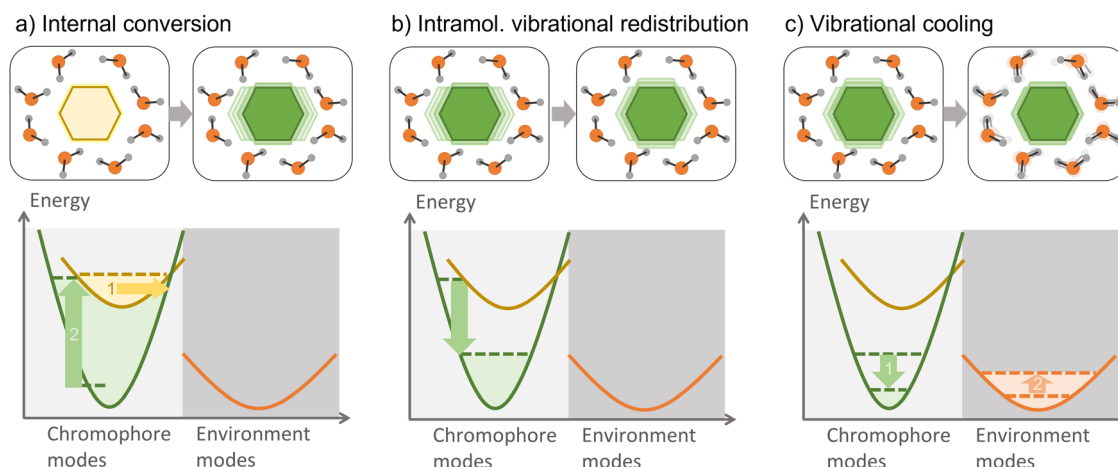 a) Internal conversion
b) Intramol. vibrational redistribution
c) Vibrational cooling
Energy
1
2
Chromophore
modes
Environment
modes
Energy
Chromophore
modes
Environment
modes
Energy
1
2
Chromophore
modes
Environment
modes